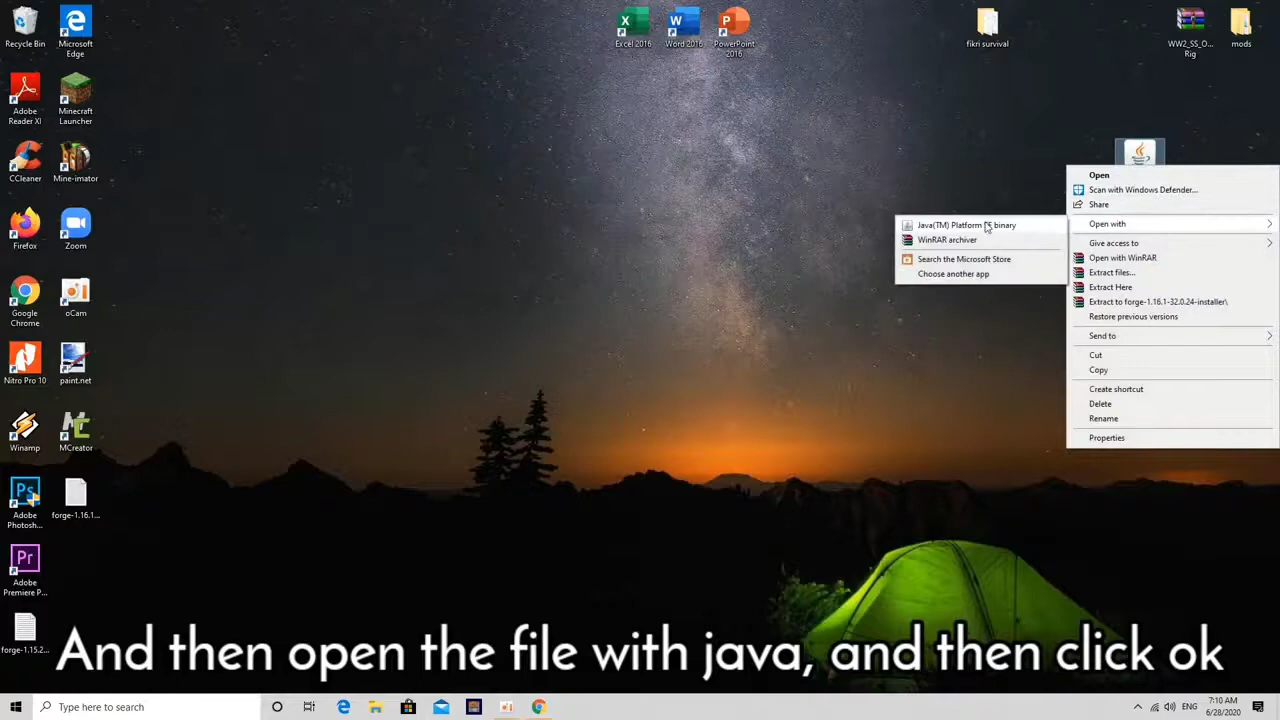 Recycle Bin
Microsoft
Edge
Excel 2016
Word 2016
PowerPoint
2016
fikri survival
WW2_SS_O...
Rig
mods
Adobe
Reader XI
Minecraft
Launcher
CCleaner
Mine-imator
Firefox
Zoom
Google
Chrome
oCam
Nitro Pro 10
paint.net
Winamp
MCreator
Adobe
Photosh...
forge-1.16.1...
Adobe
Premiere P...
forge-1.15.2...
Open
Scan with Windows Defender...
Share
Open with
Give access to
Open with WinRAR
Extract files...
Extract Here
Extract to forge-1.16.1-32.0.24-installer\
Restore previous versions
Send to
Cut
Copy
Create shortcut
Delete
Rename
Properties
Java(TM) Platform SE binary
WinRAR archiver
Search the Microsoft Store
Choose another app
And then open the file with java, and then click ok
Type here to search
ENG
7:10 AM
6/28/2020